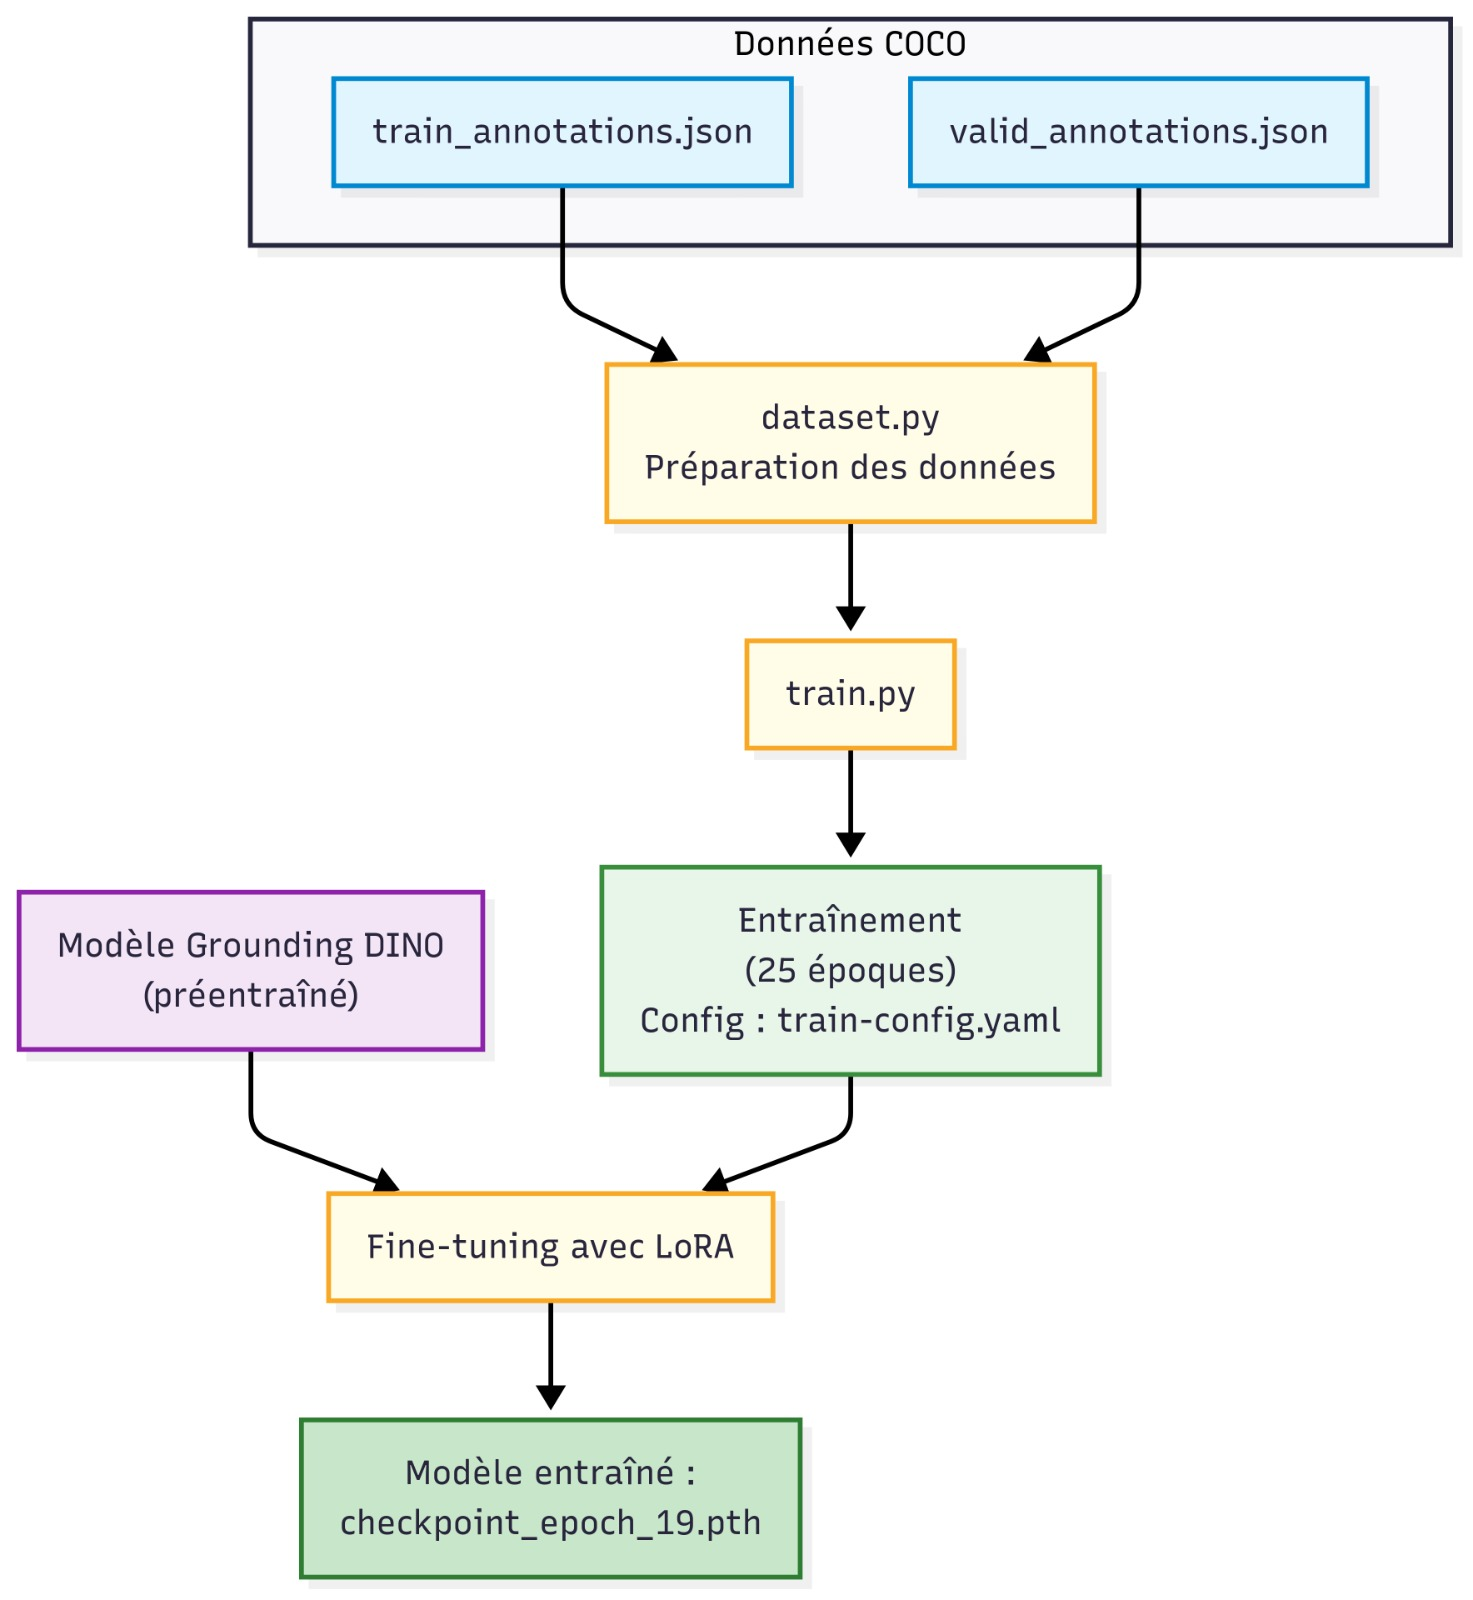 Données COCO
train_annotations.json
valid_annotations.json
dataset.py
Préparation des données
train.py
Entraînement
(25 époques)
Config : train-config.yaml
Modèle Grounding DINO
(préentraîné)
Fine-tuning avec LoRA
Modèle entraîné :
checkpoint_epoch_19.pth